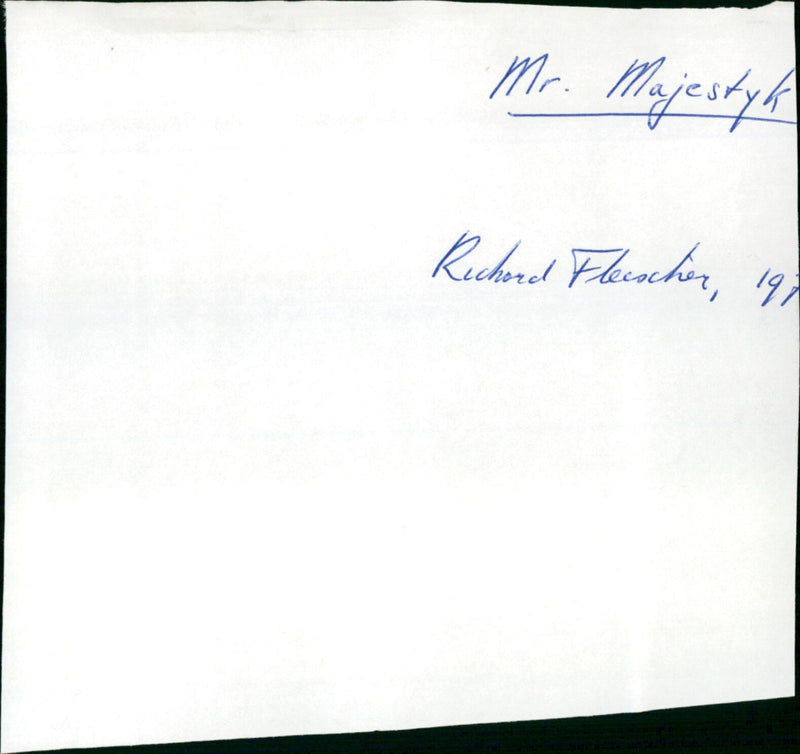 Mr. Majestyk
Richard Fleischer, 197